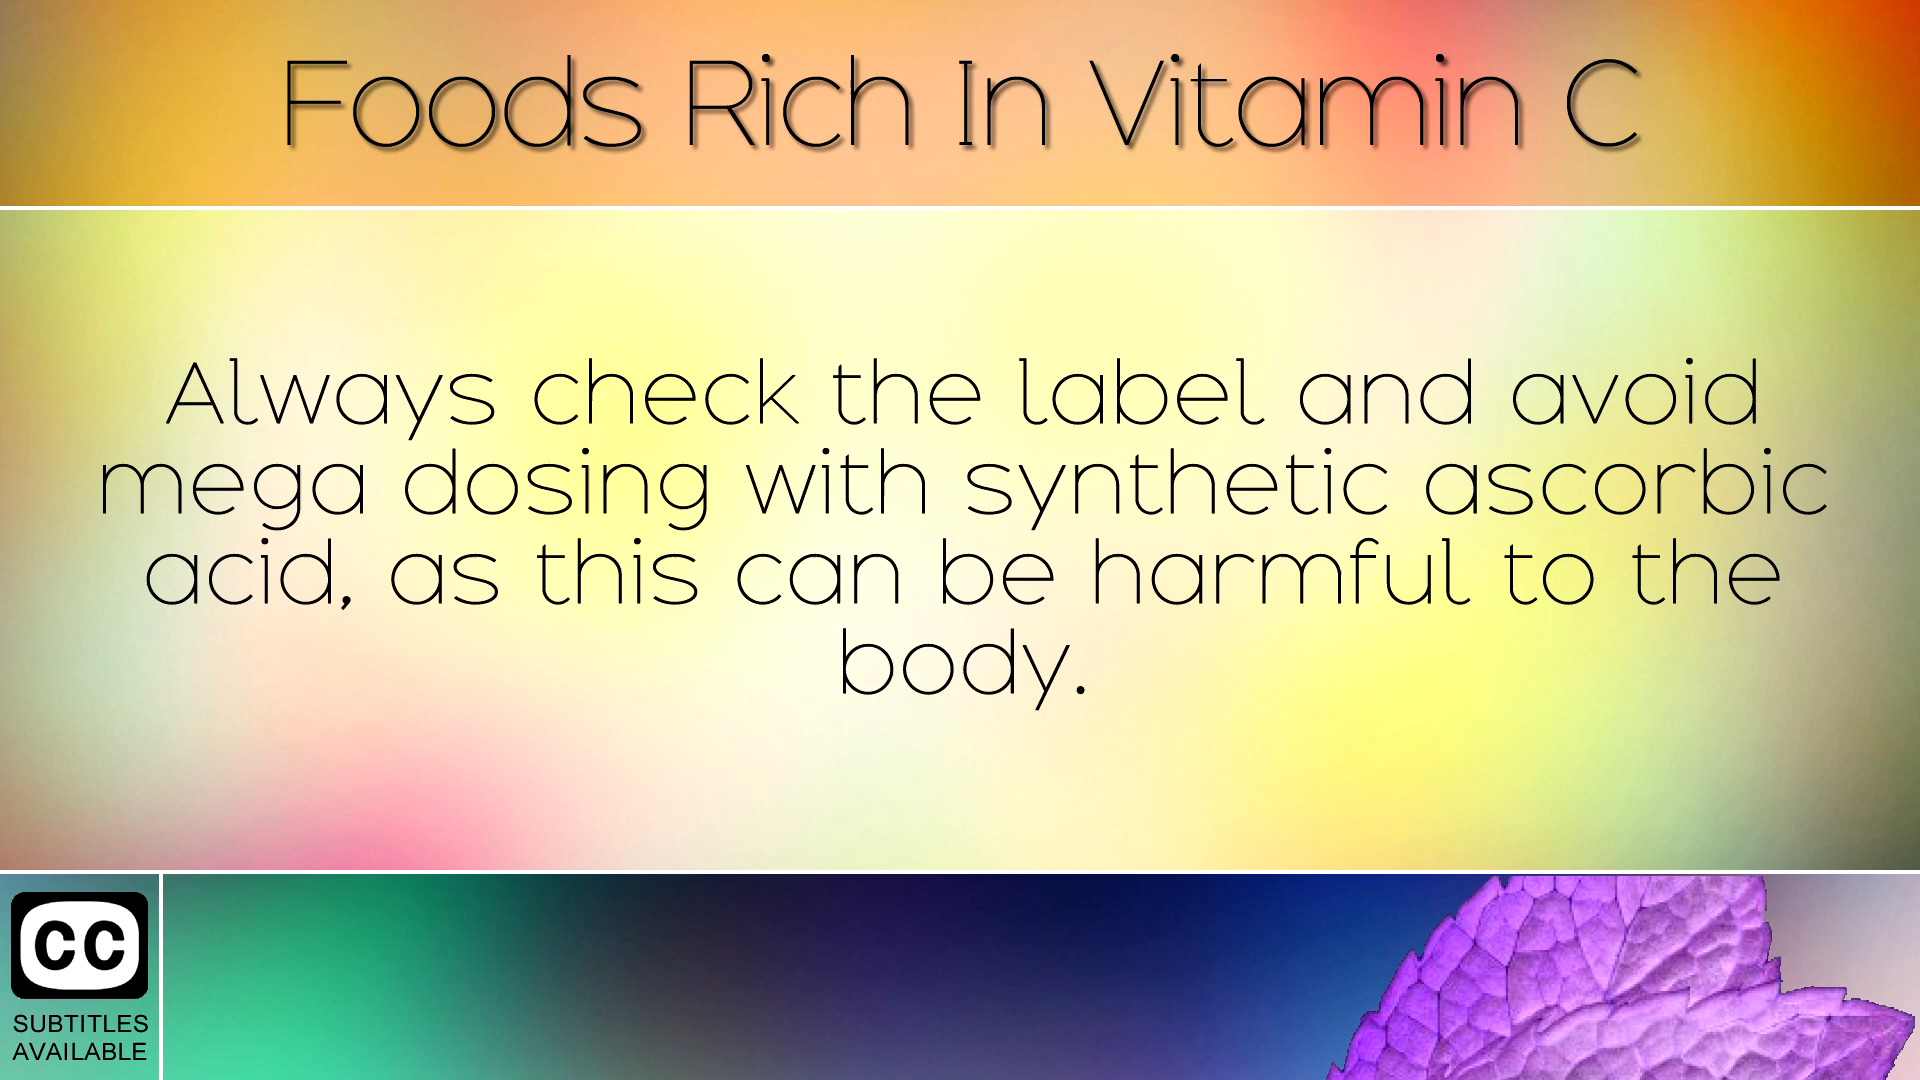 Foods Rich In Vitamin C
Always check the label and avoid
mega dosing with synthetic ascorbic
acid, as this can be harmful to the
body.
CC
SUBTITLES
AVAILABLE